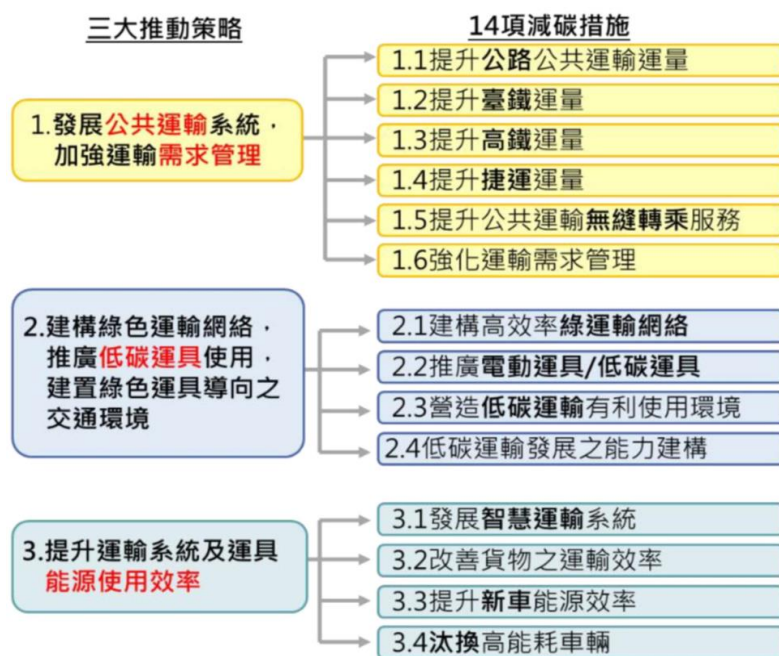 三大推動策略
14項減碳措施
1.發展公共運輸系統，
加強運輸需求管理
1.1提升公路公共運輸運量
1.2提升臺鐵運量
1.3提升高鐵運量
1.4提升捷運運量
1.5提升公共運輸無縫轉乘服務
1.6強化運輸需求管理
2.建構綠色運輸網絡，
推廣低碳運具使用，
建置綠色運具導向之
交通環境
2.1建構高效率綠運輸網絡
2.2推廣電動運具/低碳運具
2.3營造低碳運輸有利使用環境
2.4低碳運輸發展之能力建構
3.提升運輸系統及運具
能源使用效率
3.1發展智慧運輸系統
3.2改善貨物之運輸效率
3.3提升新車能源效率
3.4汰換高能耗車輛